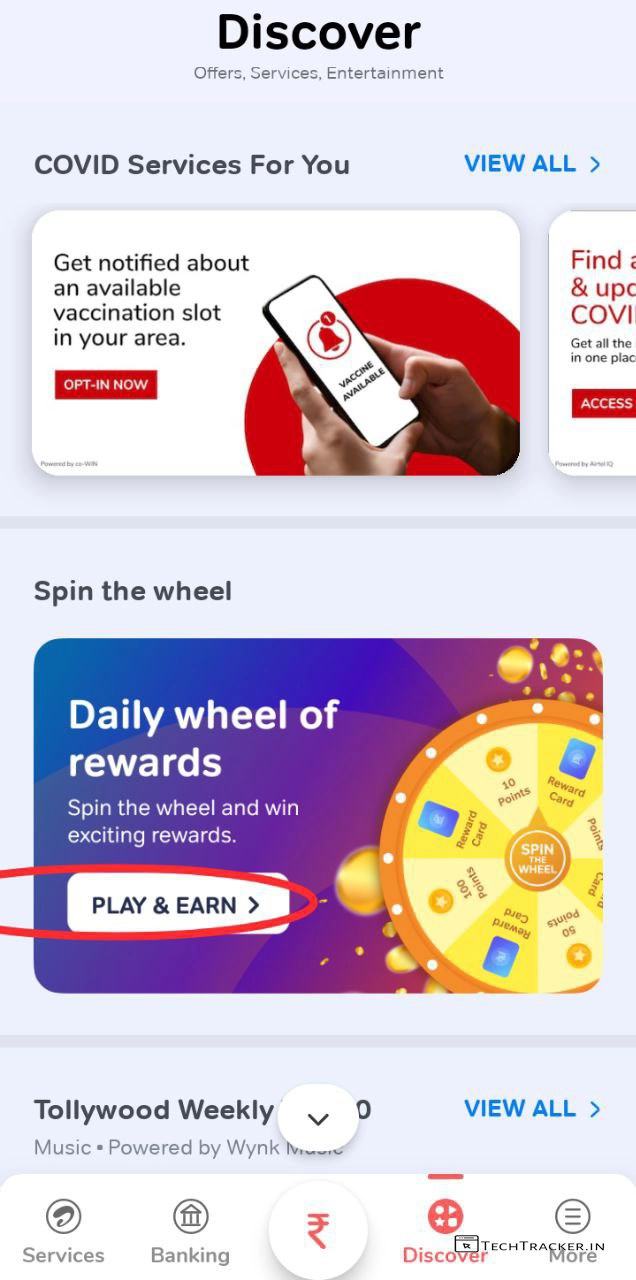 Discover
Offers, Services, Entertainment
COVID Services For You
VIEW ALL
Get notified about
an available
vaccination slot
in your area.
OPT-IN NOW
1
VACCINE
AVAILABLE
Powered by co-WIN
Find a
& upd
COVI
Get all the
in one plac
ACCESS
Powered by Airtel IQ
Spin the wheel
Daily wheel of
rewards
Spin the wheel and win
exciting rewards.
PLAY & EARN
10
Points
Reward
Card
Reward
Card
Points
SPIN
THE
WHEEL
100
Points
Card
Reward
Card
50
Points
Tollywood Weekly
0
VIEW ALL
Music • Powered by Wynk Music
Services
Banking
₹
Discover
More
TECHTRACKER.IN